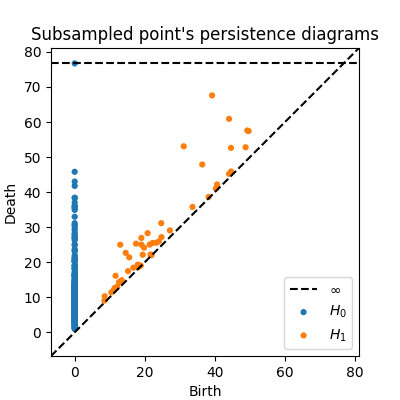 Subsampled point's persistence diagrams
80
70
60
50
40
30
20
10
0
Death
∞
H₀
H₁
0 20 40 60 80
Birth